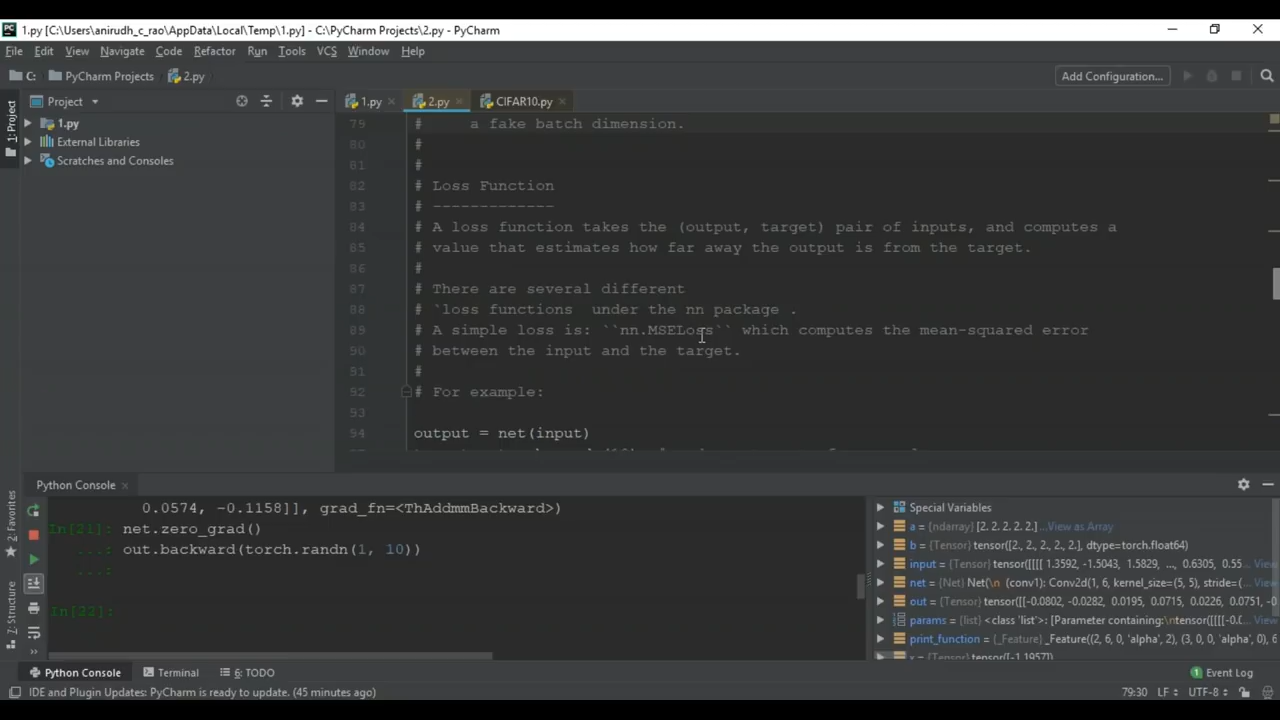 1.py [C:\Users\anirudh_c_rao\AppData\Local\Temp\1.py] - C:\PyCharm Projects\2.py - PyCharm
File Edit View Navigate Code Refactor Run Tools VCS Window Help
C: PyCharm Projects 2.py Add Configuration...
Project 1.py 2.py CIFAR10.py
1: Project
1.py
External Libraries
Scratches and Consoles
79 # a fake batch dimension.
80 #
81 #
82 # Loss Function
83 # -------------
84 # A loss function takes the (output, target) pair of inputs, and computes a
85 # value that estimates how far away the output is from the target.
86 #
87 # There are several different
88 # `loss functions  under the nn package .
89 # A simple loss is: ``nn.MSELoss`` which computes the mean-squared error
90 # between the input and the target.
91 #
92 # For example:
93
94 output = net(input)
2: Favorites
Z: Structure
Python Console
0.0574, -0.1158]], grad_fn=<ThAddmmBackward>)
In[21]: net.zero_grad()
...: out.backward(torch.randn(1, 10))
...:
In[22]:
Special Variables
a = {ndarray} [2. 2. 2. 2. 2.] ...View as Array
b = {Tensor} tensor([2., 2., 2., 2., 2.], dtype=torch.float64)
input = {Tensor} tensor([[[[ 1.3592, -1.5043, 1.5829, ..., 0.6305, 0.55... View
net = {Net} Net(\n (conv1): Conv2d(1, 6, kernel_size=(5, 5), stride=(... View
out = {Tensor} tensor([[-0.0802, -0.0282, 0.0195, 0.0715, 0.0226, 0.0751, -0
params = {list} <class 'list'>: [Parameter containing:\ntensor([[[[-0.0... View
print_function = {_Feature} _Feature((2, 6, 0, 'alpha', 2), (3, 0, 0, 'alpha', 0), 6
x = {Tensor} tensor([-1.1957])
Python Console Terminal 6: TODO 1 Event Log
IDE and Plugin Updates: PyCharm is ready to update. (45 minutes ago) 79:30 LF UTF-8